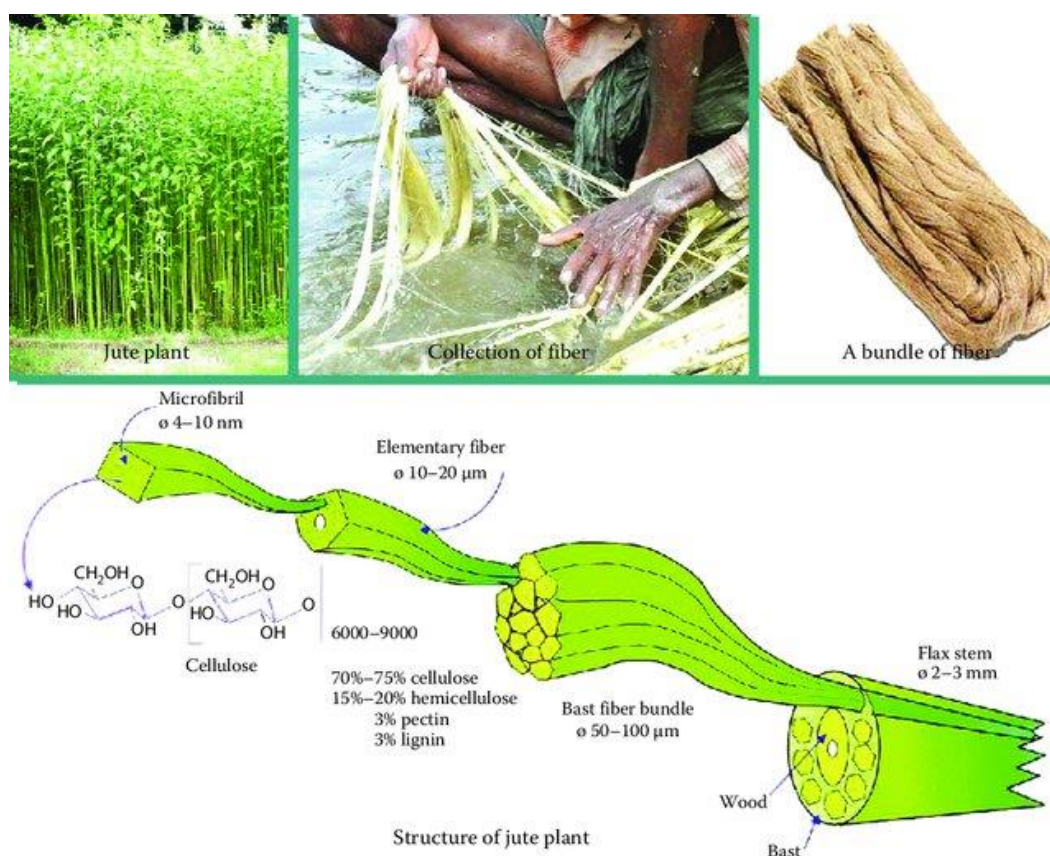 Jute plant
Collection of fiber
A bundle of fiber
Microfibril
ø 4–10 nm
Elementary fiber
ø 10–20 µm
CH₂OH
O
HO
HO
OH
O
CH₂OH
O
HO
OH
O
Cellulose
6000–9000
70%–75% cellulose
15%–20% hemicellulose
3% pectin
3% lignin
Bast fiber bundle
ø 50–100 µm
Flax stem
ø 2–3 mm
Wood
Bast
Structure of jute plant